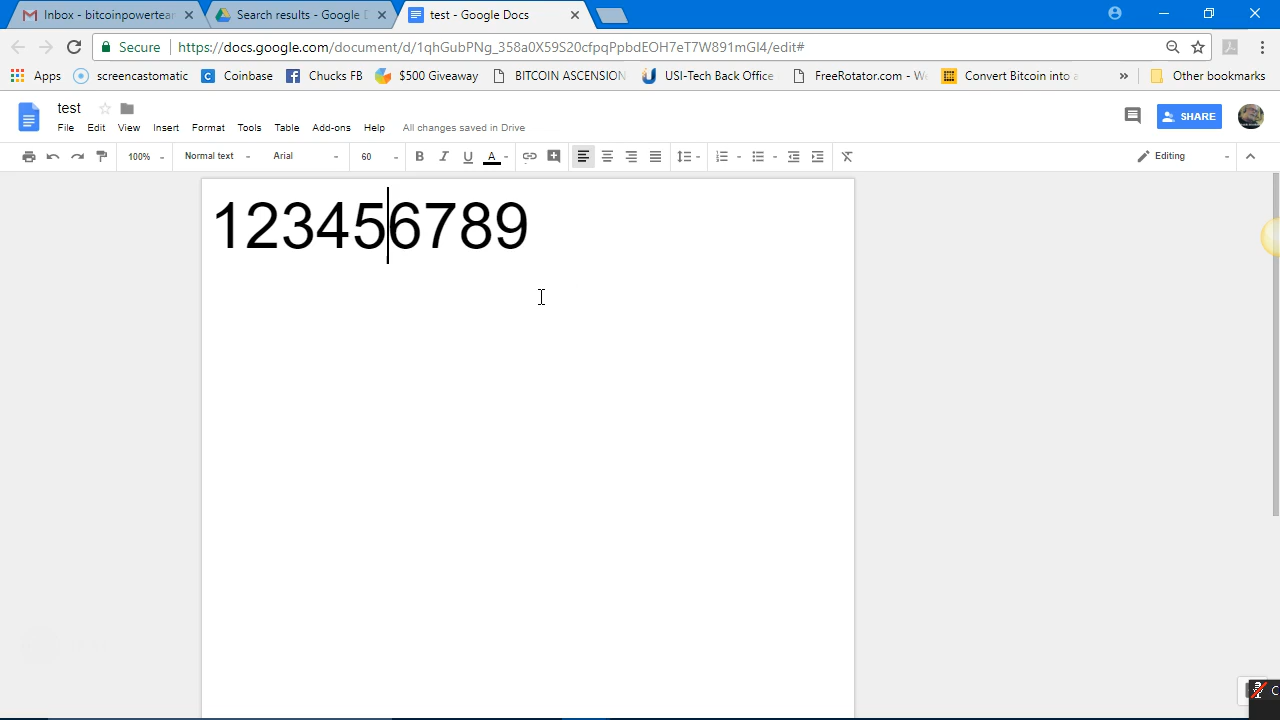 Inbox - bitcoinpowertear
Search results - Google D
test - Google Docs
Secure https://docs.google.com/document/d/1qhGubPNg_358a0X59S20cfpqPpbdEOH7eT7W891mGI4/edit#
Apps screencastomatic Coinbase Chucks FB $500 Giveaway BITCOIN ASCENSION USI-Tech Back Office FreeRotator.com - We Convert Bitcoin into a » Other bookmarks
test
File Edit View Insert Format Tools Table Add-ons Help All changes saved in Drive
SHARE
100% Normal text Arial 60 B I U A Editing
123456789